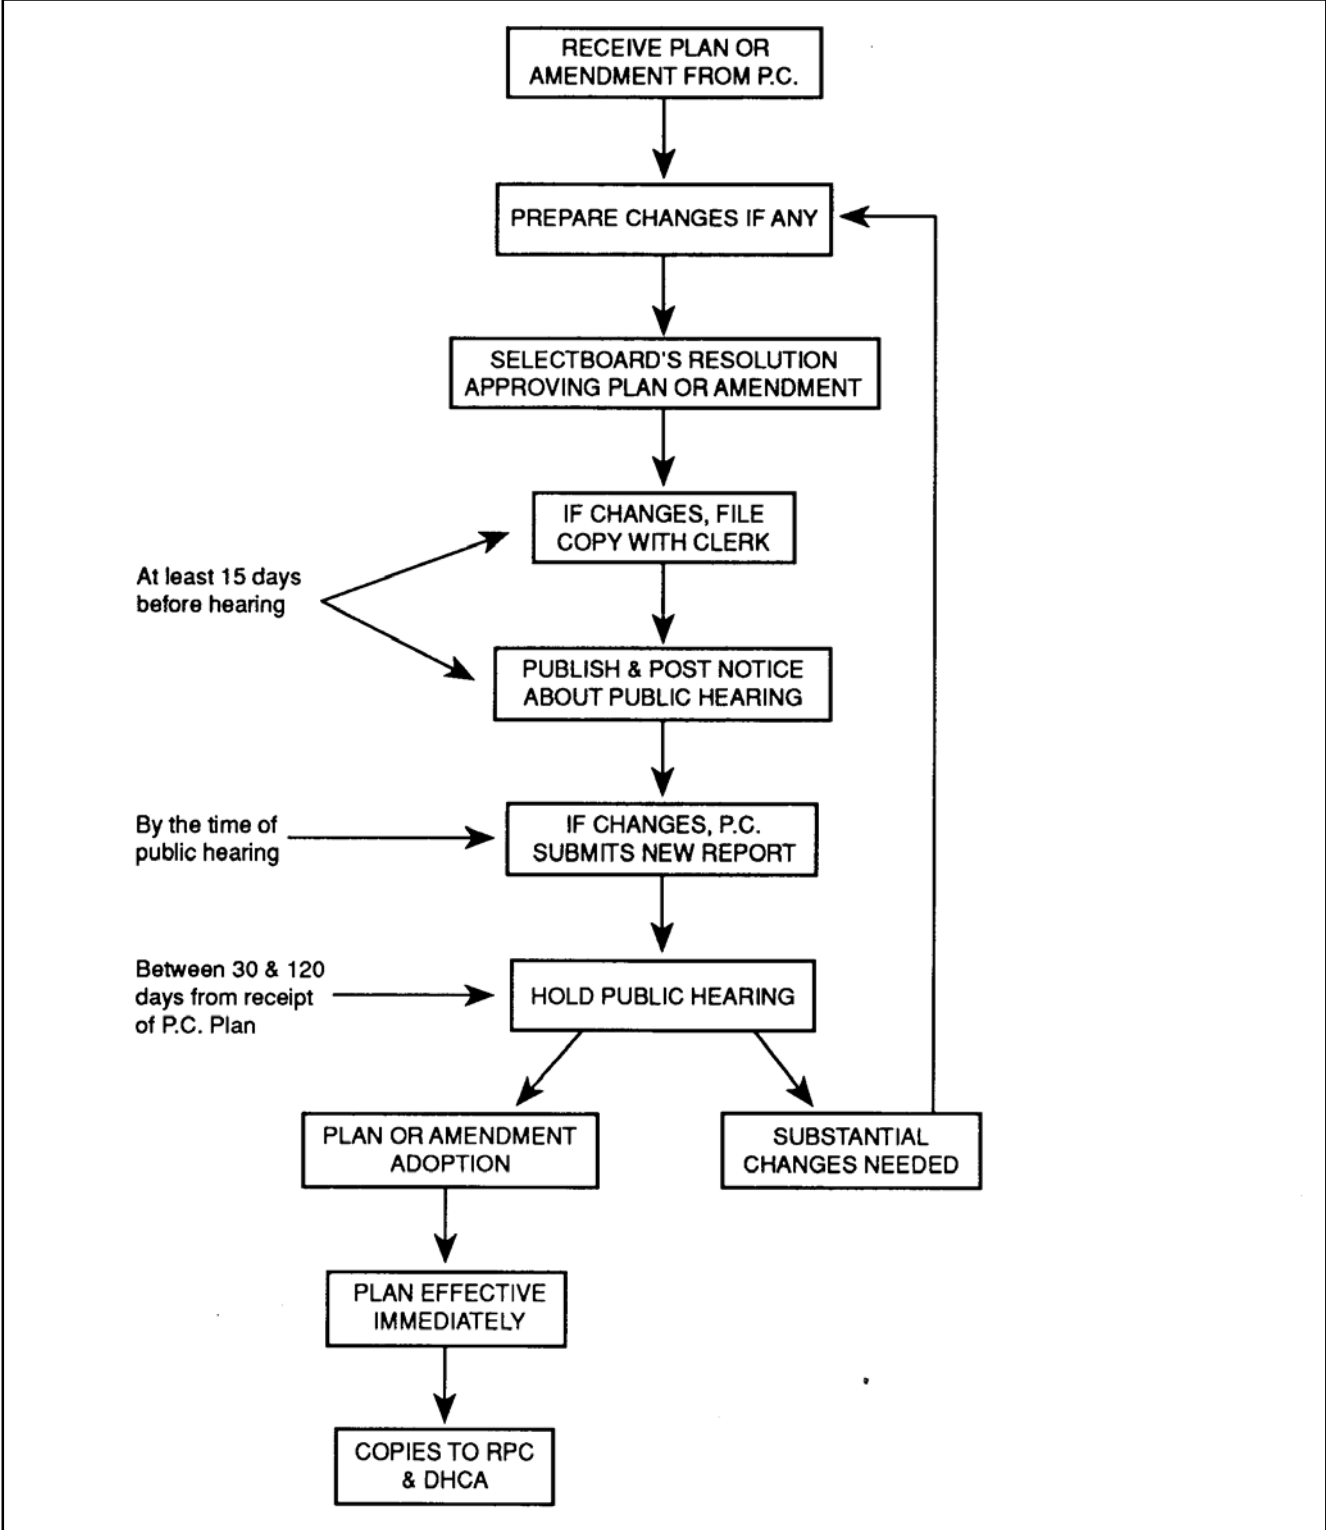 RECEIVE PLAN OR
AMENDMENT FROM P.C.
PREPARE CHANGES IF ANY
SELECTBOARD'S RESOLUTION
APPROVING PLAN OR AMENDMENT
IF CHANGES, FILE
COPY WITH CLERK
At least 15 days
before hearing
PUBLISH & POST NOTICE
ABOUT PUBLIC HEARING
By the time of
public hearing
IF CHANGES, P.C.
SUBMITS NEW REPORT
Between 30 & 120
days from receipt
of P.C. Plan
HOLD PUBLIC HEARING
PLAN OR AMENDMENT
ADOPTION
SUBSTANTIAL
CHANGES NEEDED
PLAN EFFECTIVE
IMMEDIATELY
COPIES TO RPC
& DHCA